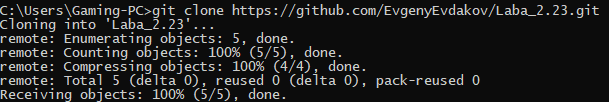 C:\Users\Gaming-PC>git clone https://github.com/EvgenyEvdakov/Laba_2.23.git
Cloning into 'Laba_2.23'...
remote: Enumerating objects: 5, done.
remote: Counting objects: 100% (5/5), done.
remote: Compressing objects: 100% (4/4), done.
remote: Total 5 (delta 0), reused 0 (delta 0), pack-reused 0
Receiving objects: 100% (5/5), done.